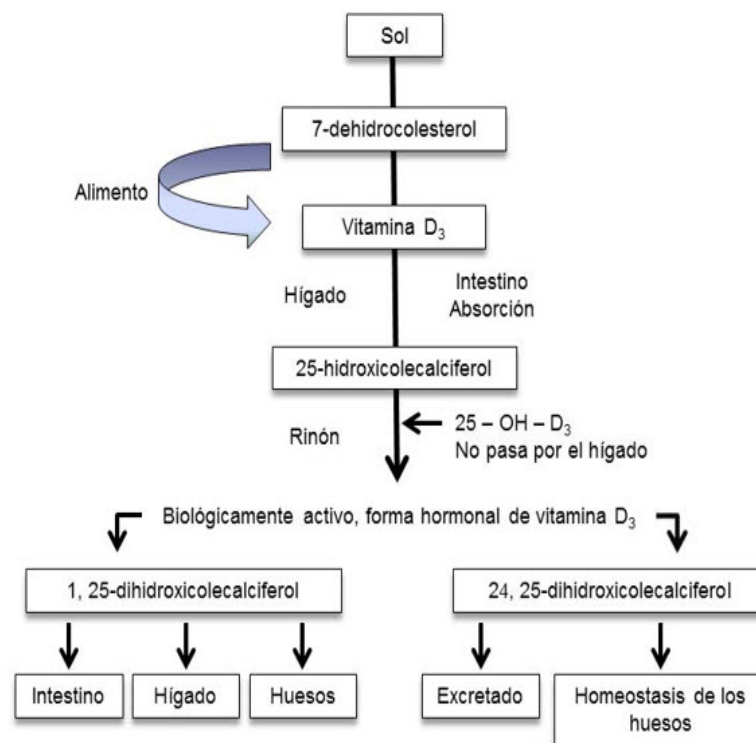 Sol
7-dehidrocolesterol
Alimento
Vitamina D₃
Hígado
Intestino
Absorción
25-hidroxicolecalciferol
Rinón
25 – OH – D₃
No pasa por el hígado
Biológicamente activo, forma hormonal de vitamina D₃
1, 25-dihidroxicolecalciferol
24, 25-dihidroxicolecalciferol
Intestino
Hígado
Huesos
Excretado
Homeostasis de los
huesos